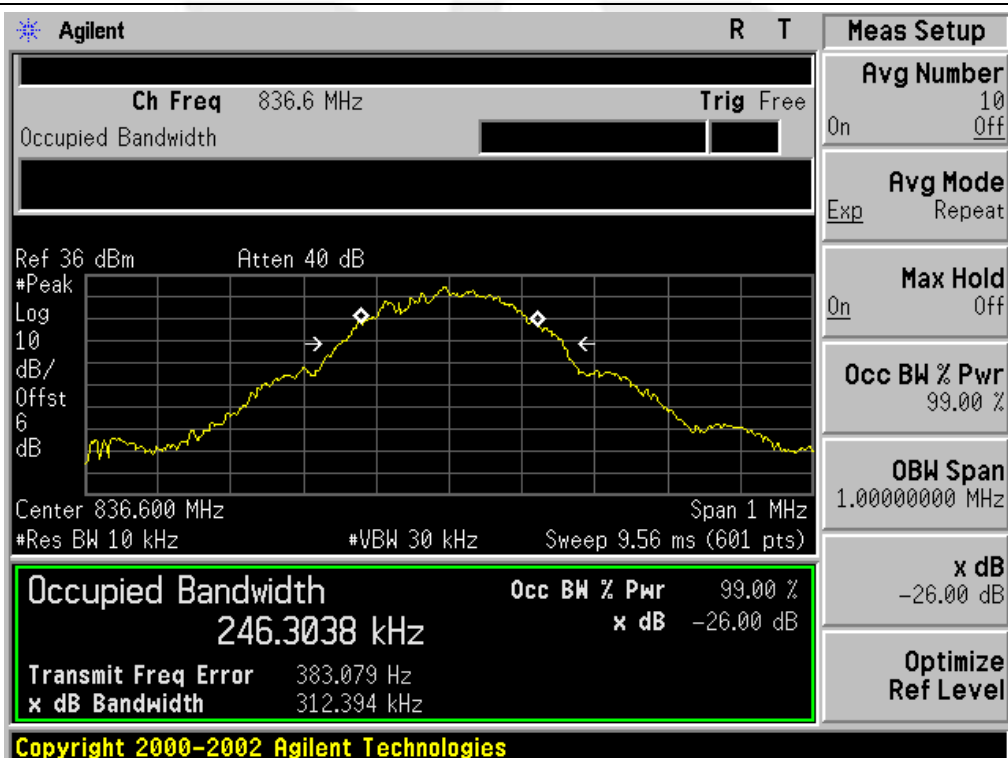 Agilent R T
Ch Freq 836.6 MHz Trig Free
Occupied Bandwidth
Ref 36 dBm Atten 40 dB
#Peak
Log
10
dB/
Offst
6
dB
Center 836.600 MHz Span 1 MHz
#Res BW 10 kHz #VBW 30 kHz Sweep 9.56 ms (601 pts)
Occupied Bandwidth Occ BW % Pwr 99.00 %
246.3038 kHz x dB -26.00 dB
Transmit Freq Error 383.079 Hz
x dB Bandwidth 312.394 kHz
Copyright 2000-2002 Agilent Technologies
Meas Setup
Avg Number
10
On Off
Avg Mode
Exp Repeat
Max Hold
On Off
Occ BW % Pwr
99.00 %
OBW Span
1.00000000 MHz
x dB
-26.00 dB
Optimize
Ref Level